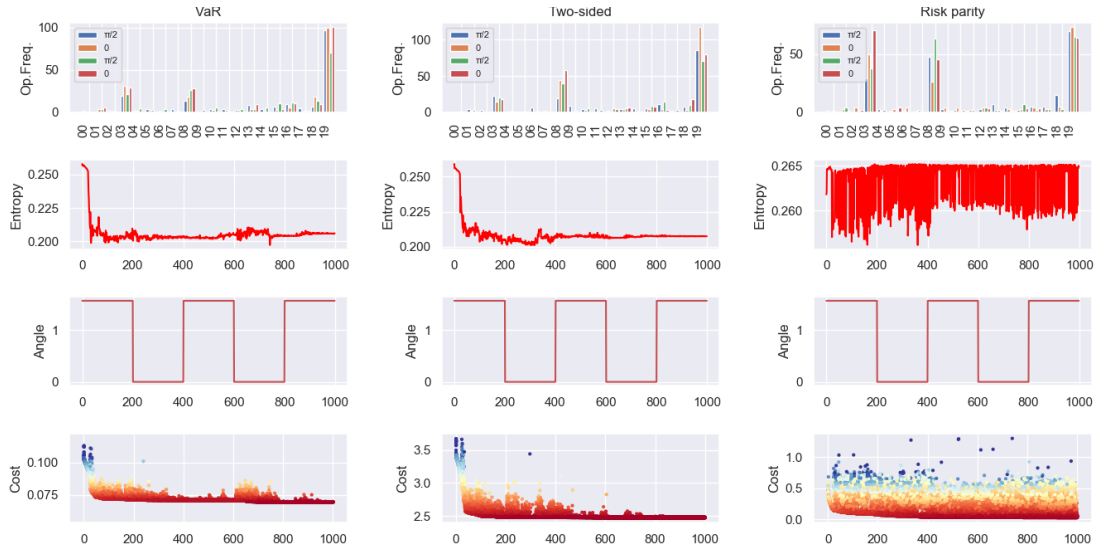 VaR
Two-sided
Risk parity
Op.Freq.
100
50
0
π/2
0
π/2
0
00 01 02 03 04 05 06 07 08 09 10 11 12 13 14 15 16 17 18 19
Op.Freq.
100
50
0
π/2
0
π/2
0
00 01 02 03 04 05 06 07 08 09 10 11 12 13 14 15 16 17 18 19
Op.Freq.
50
0
π/2
0
π/2
0
00 01 02 03 04 05 06 07 08 09 10 11 12 13 14 15 16 17 18 19
Entropy
0.250
0.225
0.200
0 200 400 600 800 1000
Entropy
0.250
0.225
0.200
0 200 400 600 800 1000
Entropy
0.265
0.260
0 200 400 600 800 1000
Angle
1
0
0 200 400 600 800 1000
Angle
1
0
0 200 400 600 800 1000
Angle
1
0
0 200 400 600 800 1000
Cost
0.100
0.075
0 200 400 600 800 1000
Cost
3.5
3.0
2.5
0 200 400 600 800 1000
Cost
1.0
0.5
0.0
0 200 400 600 800 1000